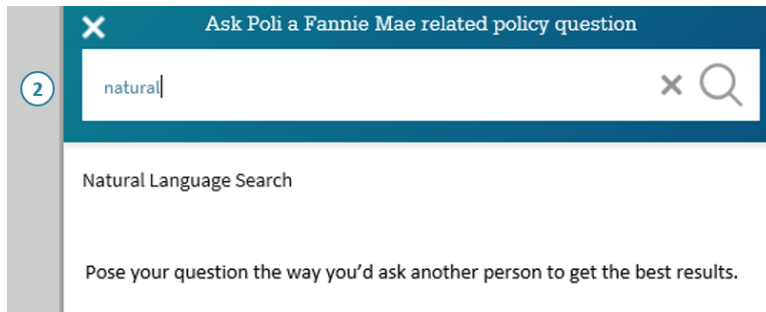 Ask Poli a Fannie Mae related policy question
2
natural
Natural Language Search
Pose your question the way you’d ask another person to get the best results.